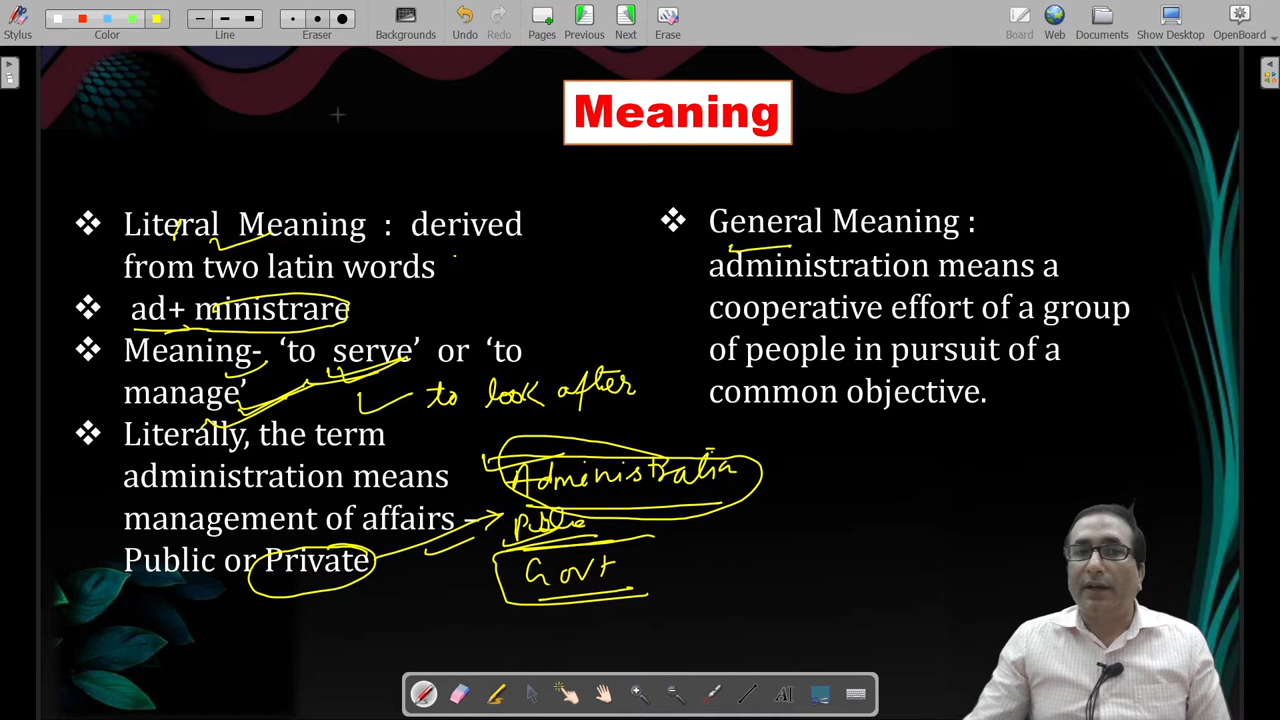 Stylus
Color
Line
Eraser
Backgrounds
Undo
Redo
Pages
Previous
Next
Erase
Board
Web
Documents
Show Desktop
OpenBoard
Meaning
❖ Literal Meaning : derived
from two latin words
❖ ad+ ministrare
❖ Meaning- ‘to serve’ or ‘to
manage’
to look after
❖ Literally, the term
administration means
management of affairs –
Public or Private
Administratia
Public
Govt
❖ General Meaning :
administration means a
cooperative effort of a group
of people in pursuit of a
common objective.
AI